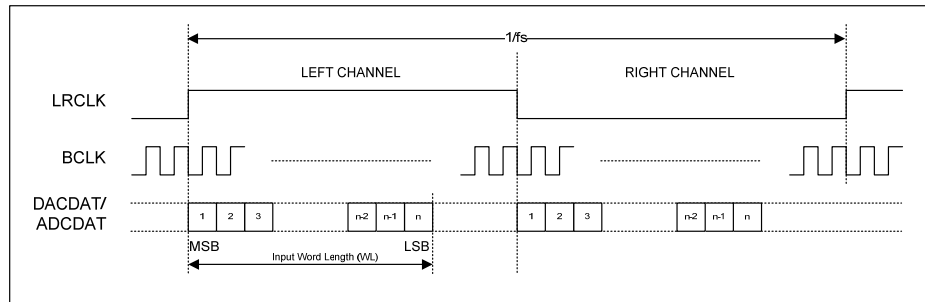 1/fs
LEFT CHANNEL
RIGHT CHANNEL
LRCLK
BCLK
DACDAT/
ADCDAT
1 2 3 n-2 n-1 n 1 2 3 n-2 n-1 n
MSB LSB
Input Word Length (WL)